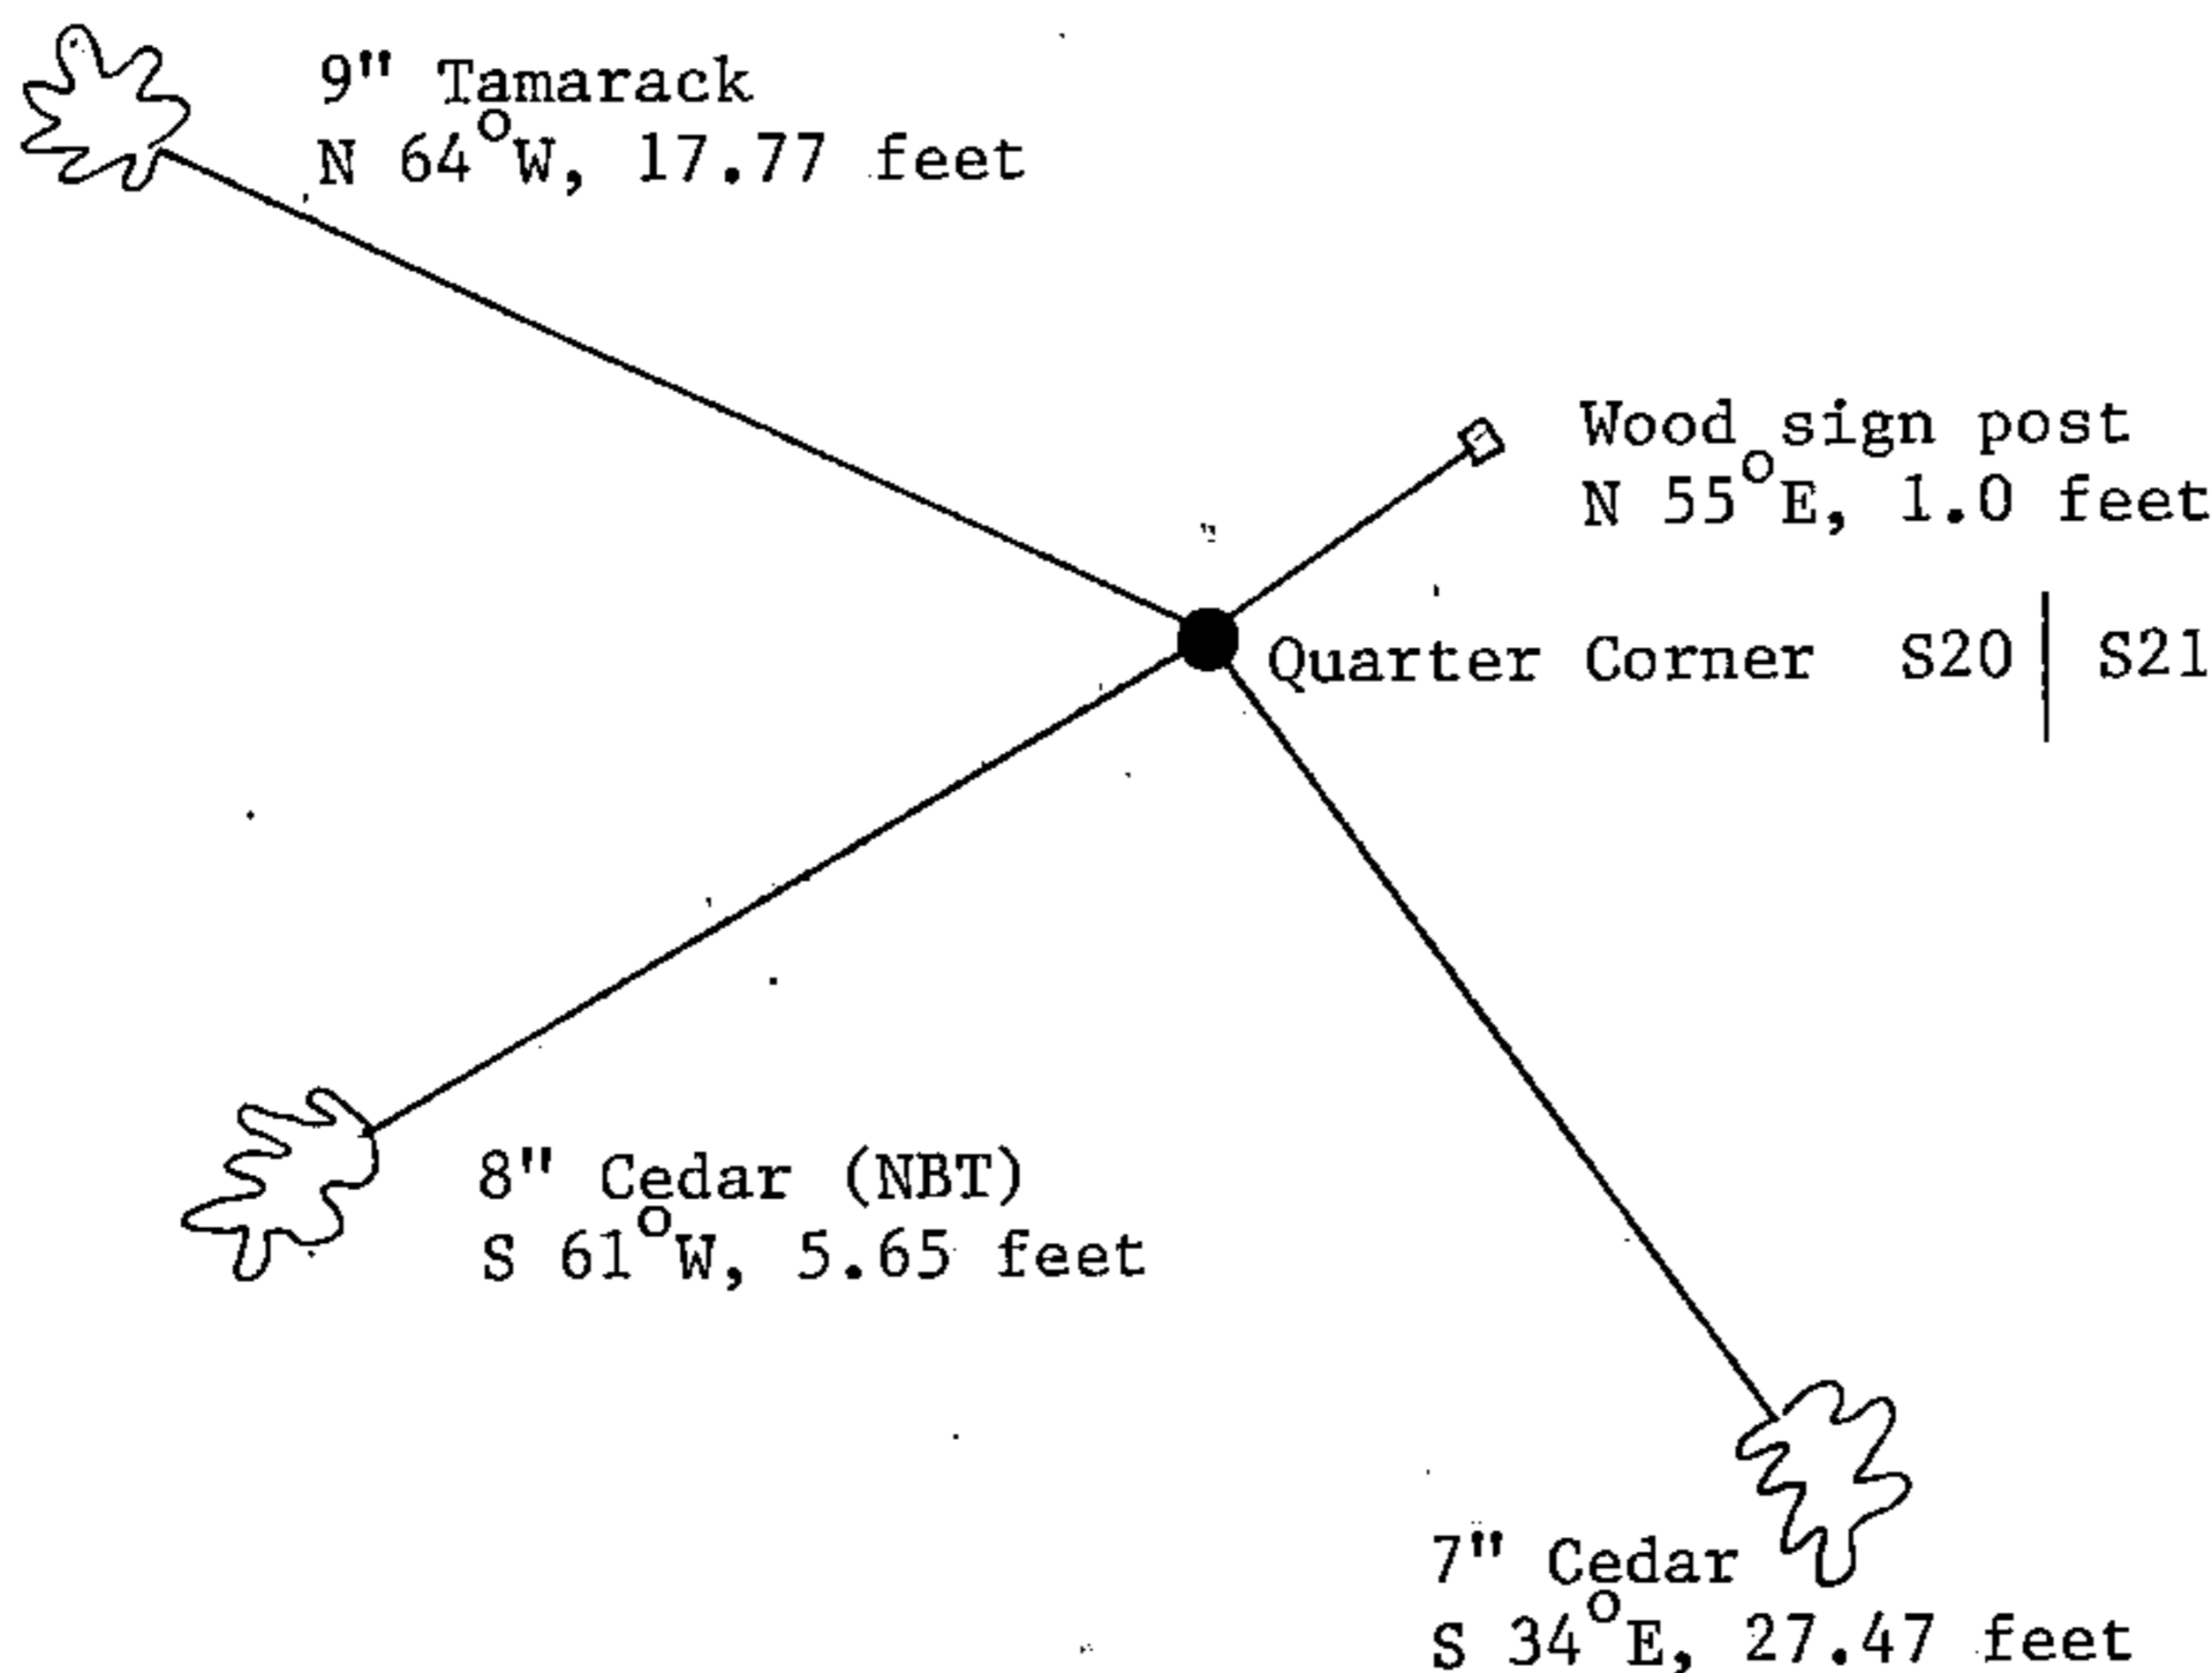 9" Tamarack
N 64°W, 17.77 feet
Wood sign post
N 55°E, 1.0 feet
Quarter Corner S20 | S21
8" Cedar (NBT)
S 61°W, 5.65 feet
7" Cedar
S 34°E, 27.47 feet